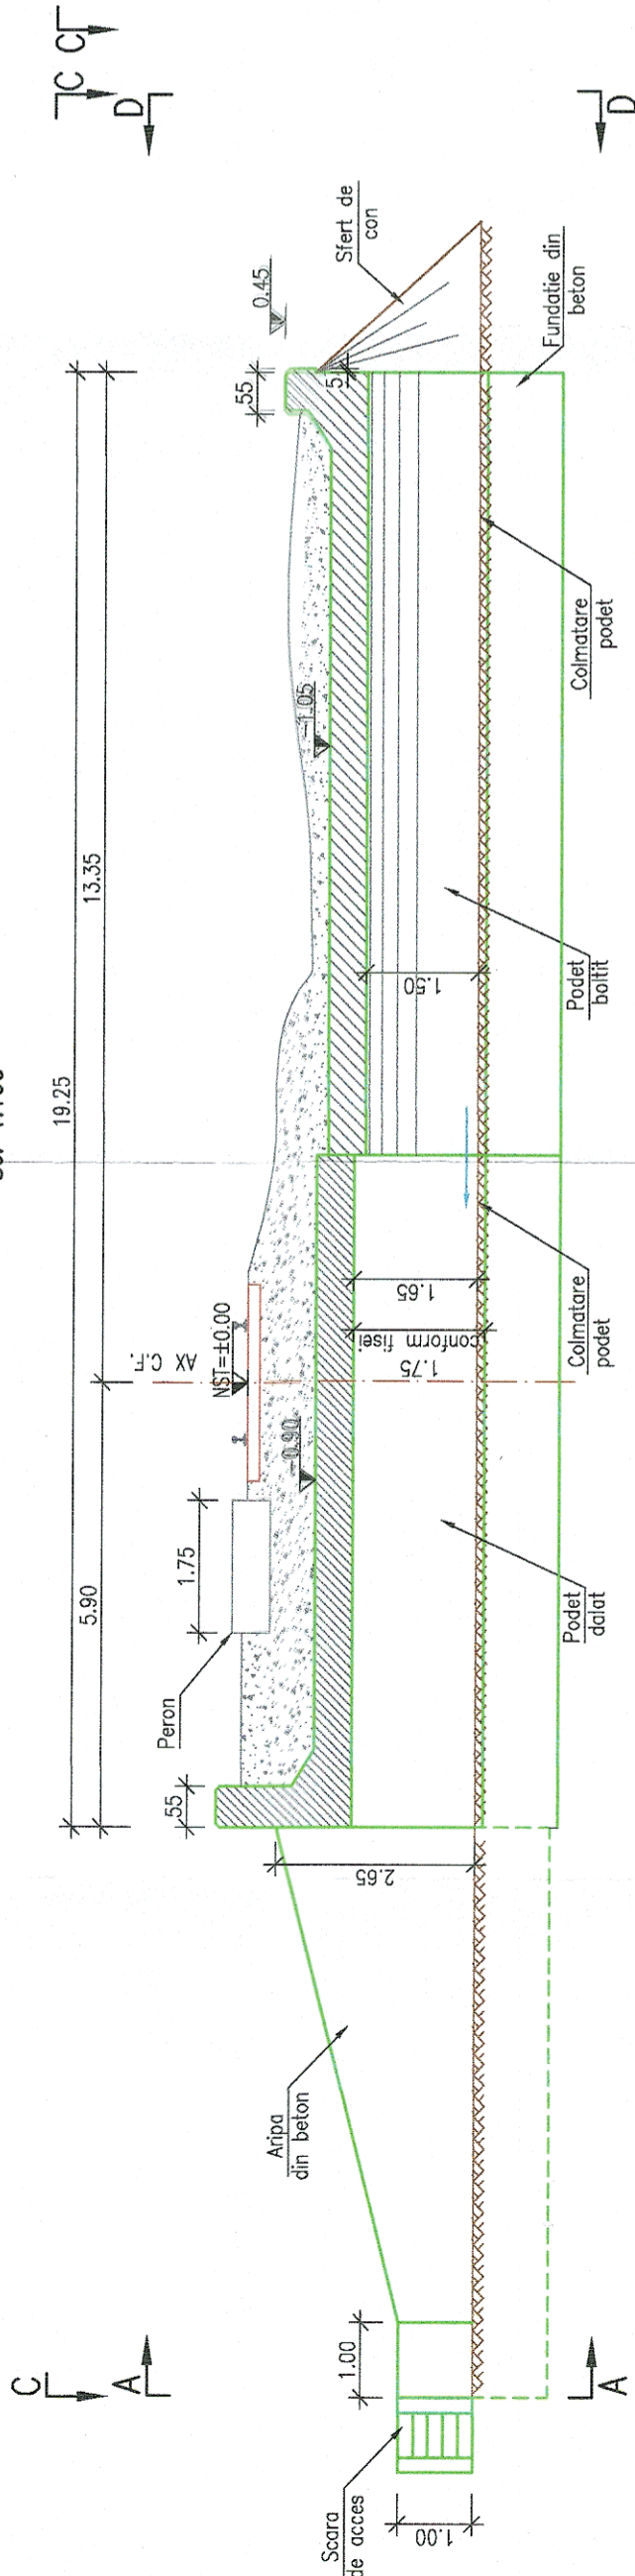 C
C
D
D
19.25
13.35
5.90
0.45
55
5
Sfert de
con
Fundatie din
beton
-1.05
Colmatare
podet
1.50
Podet
boltit
AX C.F.
NST=±0.00
1.65
1.75
conform fisei
Colmatare
podet
-0.90
1.75
Peron
Podet
dalat
55
2.65
Aripa
din beton
1.00
C
A
A
Scara
de acces
1.00